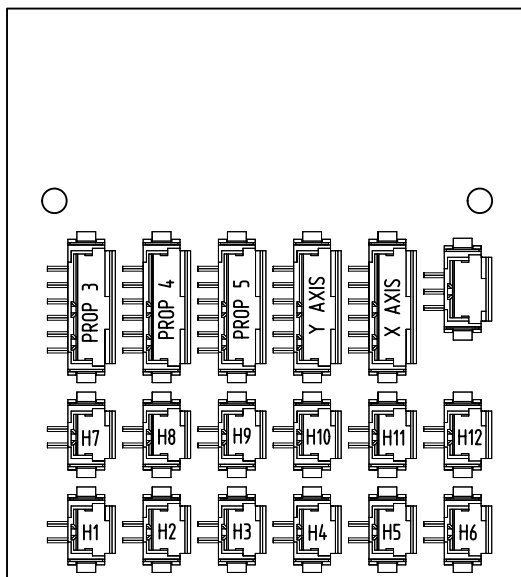 PROP 3
PROP 4
PROP 5
Y AXIS
X AXIS
H7 H8 H9 H10 H11 H12
H1 H2 H3 H4 H5 H6